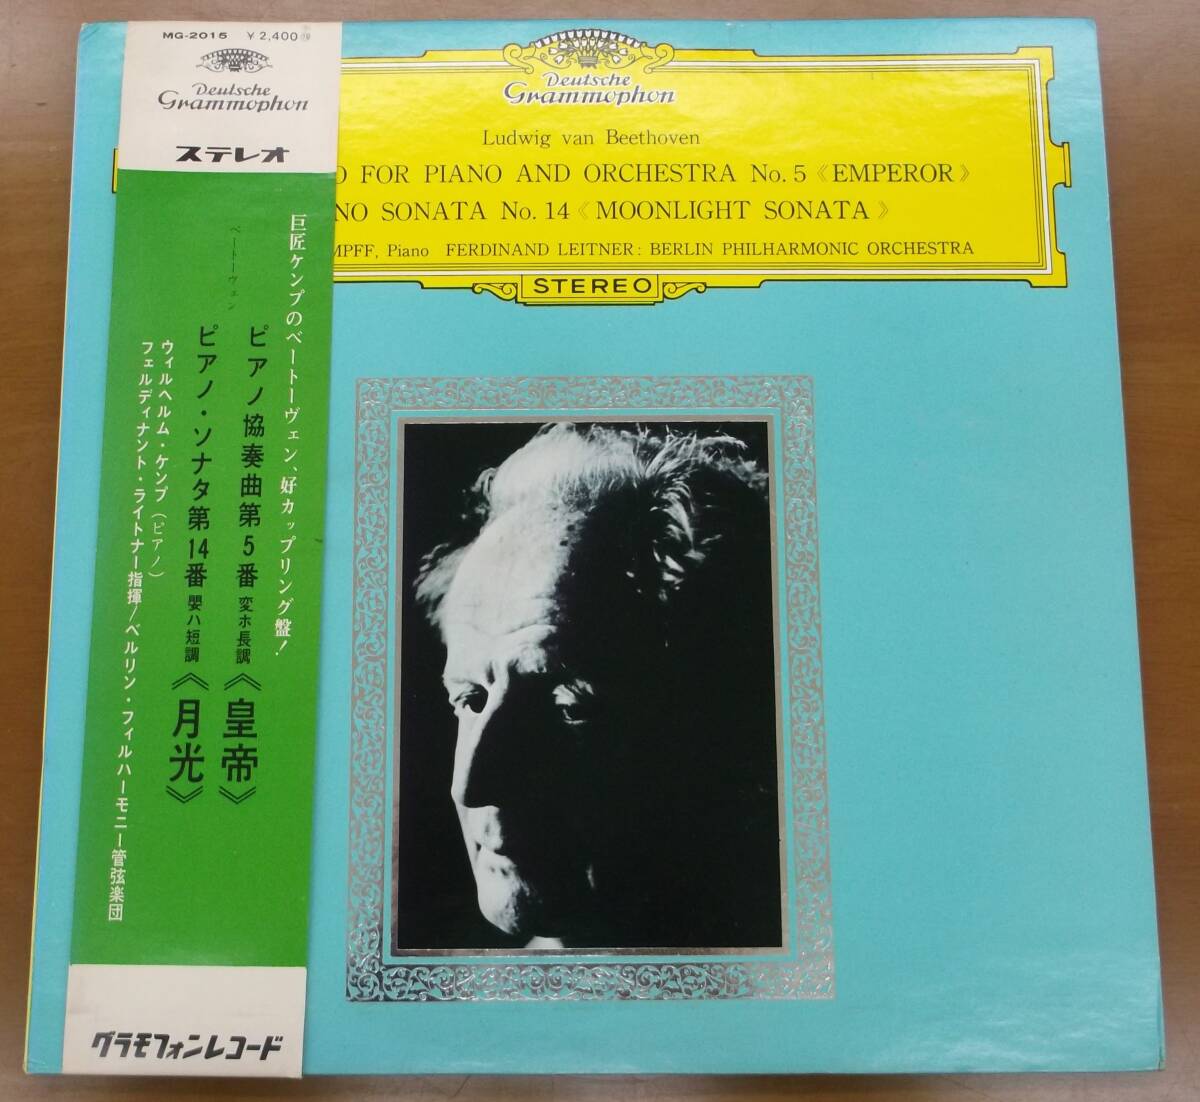 MG-2015 ¥2,400
Deutsche
Grammophon
ステレオ
巨匠ケンプのベートーヴェン、好カップリング盤!
ベートーヴェン
ピアノ協奏曲第5番 変ホ長調《皇帝》
ピアノ・ソナタ第14番 嬰ハ短調《月光》
ウィルヘルム・ケンプ(ピアノ)
フェルディナント・ライトナー指揮/ベルリン・フィルハーモニー管弦楽団
グラモフォンレコード
Deutsche
Grammophon
Ludwig van Beethoven
O FOR PIANO AND ORCHESTRA No. 5《EMPEROR》
NO SONATA No. 14《MOONLIGHT SONATA》
MPFF, Piano FERDINAND LEITNER: BERLIN PHILHARMONIC ORCHESTRA
STEREO